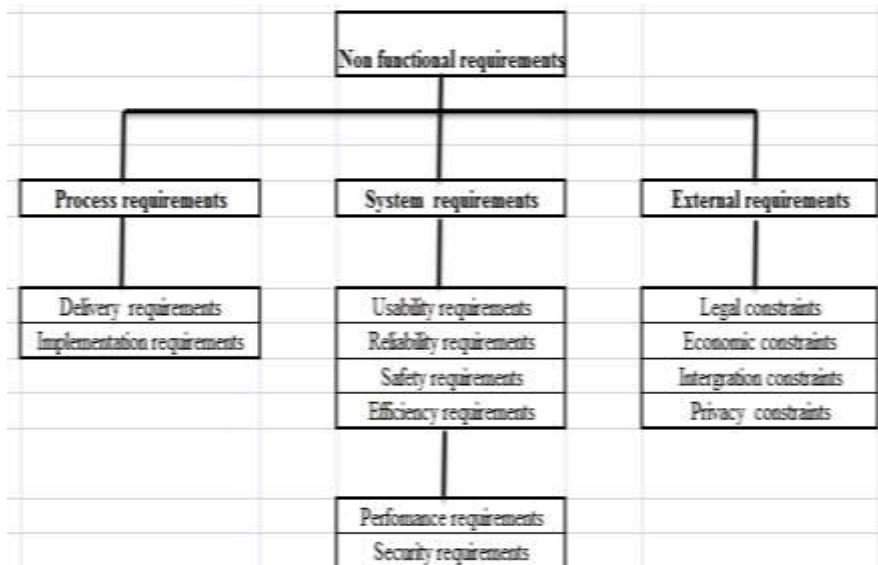 Non functional requirements
Process requirements
System requirements
External requirements
Delivery requirements
Implementation requirements
Usability requirements
Reliability requirements
Safety requirements
Efficiency requirements
Legal constraints
Economic constraints
Intergration constraints
Privacy constraints
Perfomance requirements
Security requirements